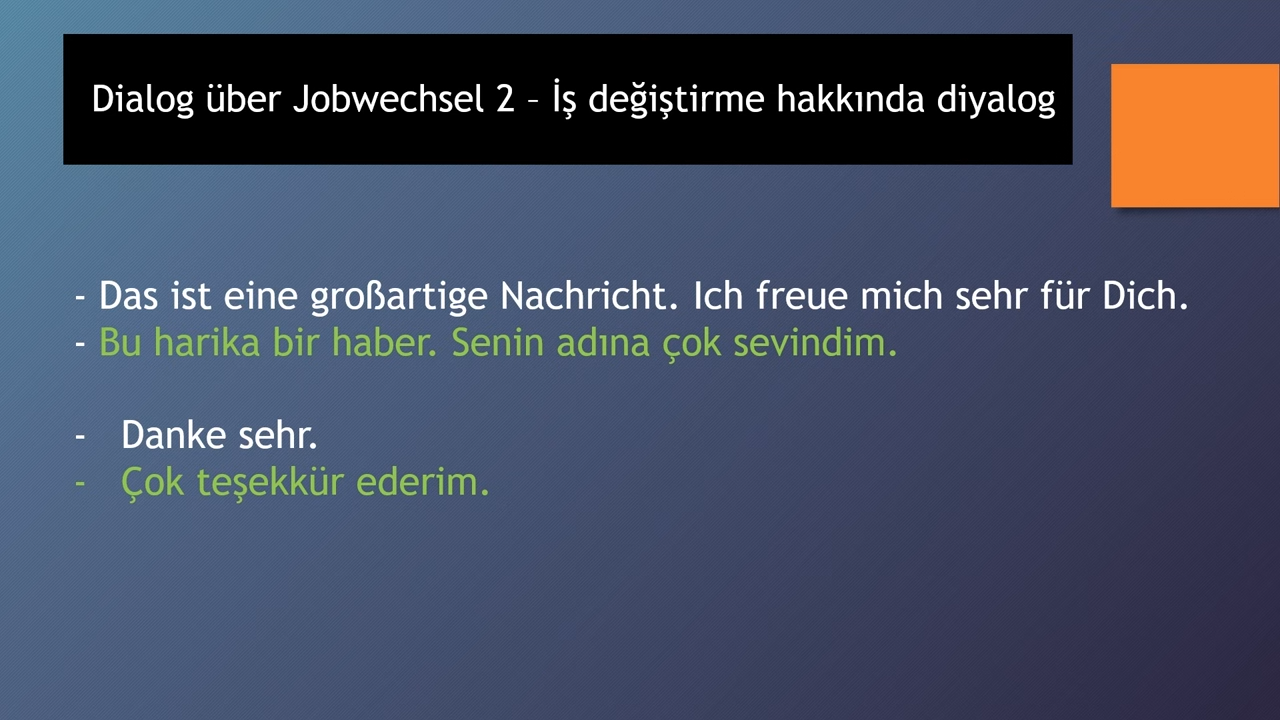 Dialog über Jobwechsel 2 – İş değiştirme hakkında diyalog
- Das ist eine großartige Nachricht. Ich freue mich sehr für Dich.
- Bu harika bir haber. Senin adına çok sevindim.
- Danke sehr.
- Çok teşekkür ederim.